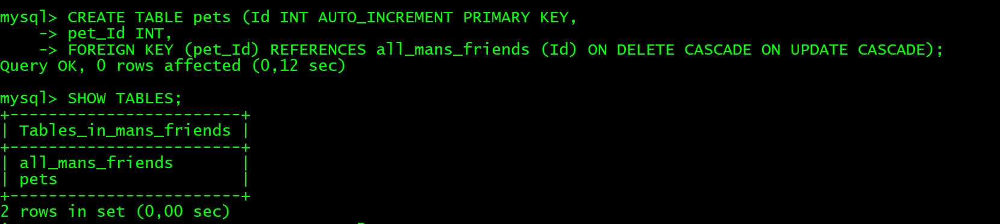 mysql> CREATE TABLE pets (Id INT AUTO_INCREMENT PRIMARY KEY,
    -> pet_Id INT,
    -> FOREIGN KEY (pet_Id) REFERENCES all_mans_friends (Id) ON DELETE CASCADE ON UPDATE CASCADE);
Query OK, 0 rows affected (0,12 sec)

mysql> SHOW TABLES;
+------------------------+
| Tables_in_mans_friends |
+------------------------+
| all_mans_friends       |
| pets                   |
+------------------------+
2 rows in set (0,00 sec)